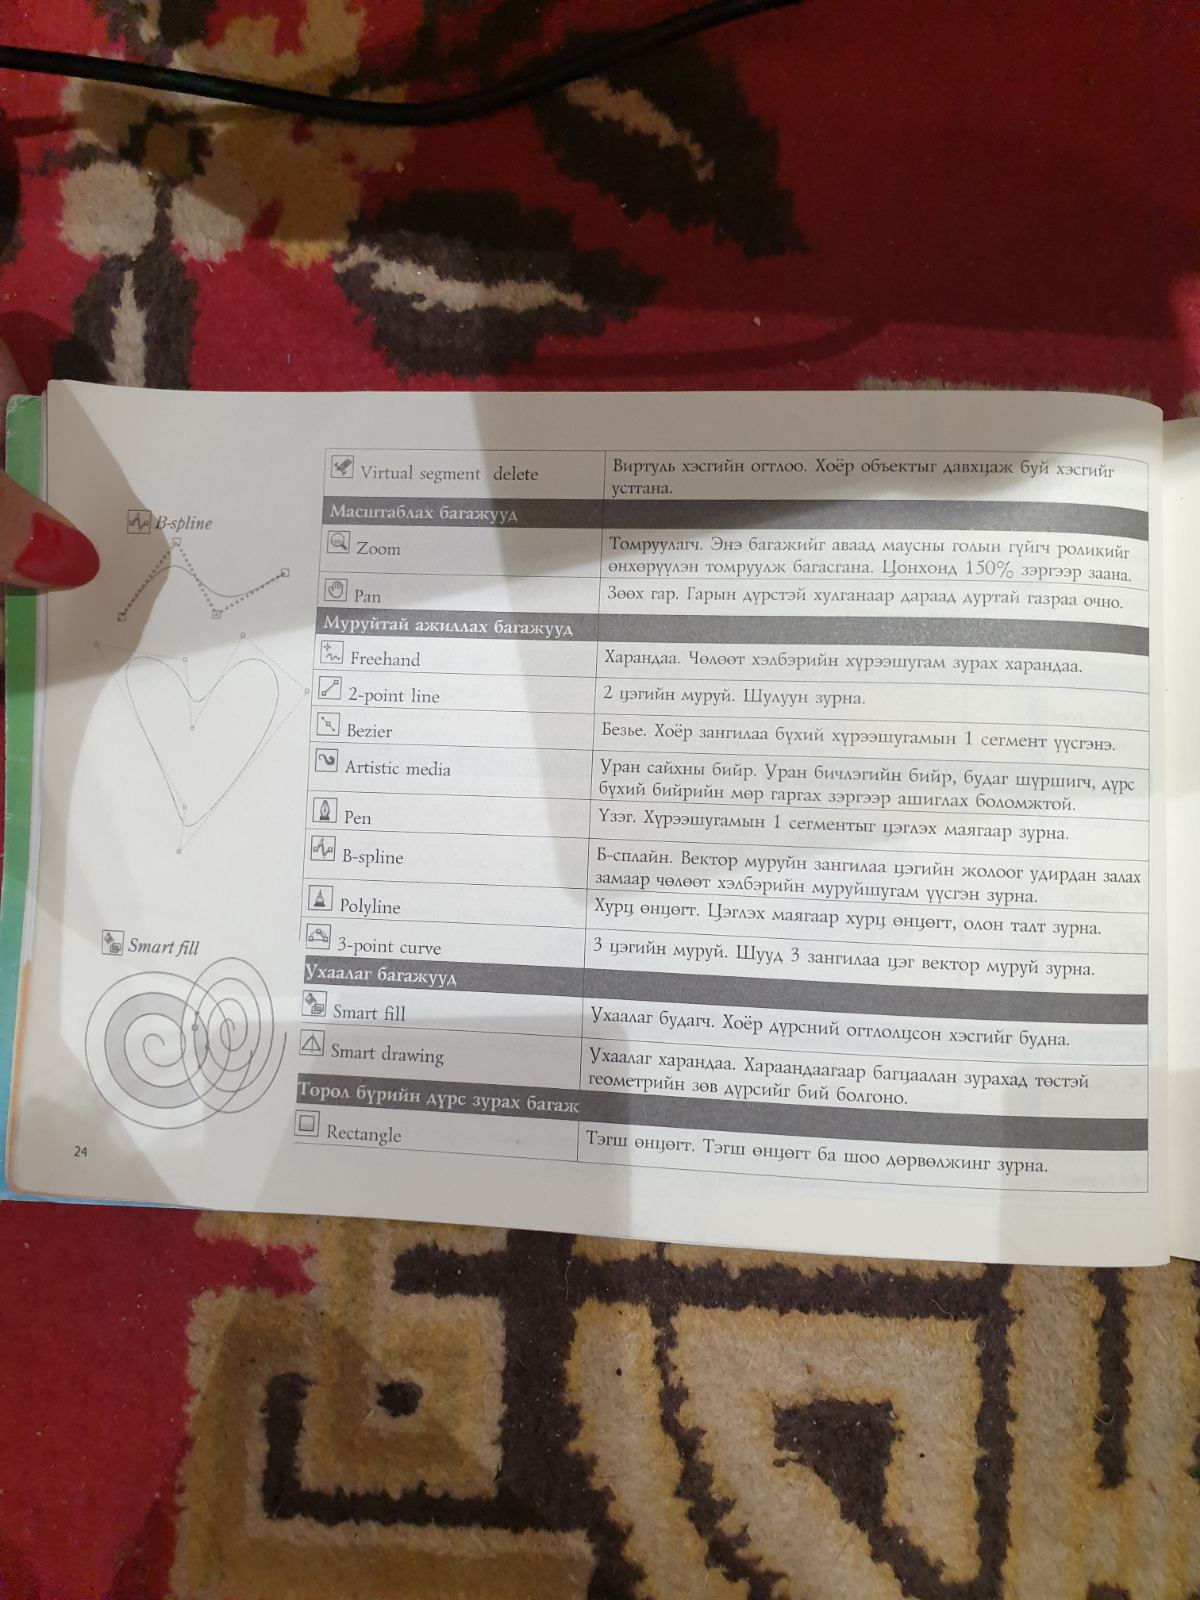 B-spline
Smart fill
24
Virtual segment delete
Виртуль хэсгийн огтлоо. Хоёр объектыг давхцаж буй хэсгийг
устгана.
Масштаблах багажууд
Zoom
Томруулагч. Энэ багажийг аваад маусны голын гүйгч роликийг
өнхөрүүлэн томруулж багасгана. Цонхонд 150% зэргээр заана.
Pan
Зөөх гар. Гарын дүрстэй хулганаар дараад дуртай газраа очно.
Муруйтай ажиллах багажууд
Freehand
Харандаа. Чөлөөт хэлбэрийн хүрээшугам зурах харандаа.
2-point line
2 цэгийн муруй. Шулуун зурна.
Bezier
Безье. Хоёр зангилаа бүхий хүрээшугамын 1 сегмент үүсгэнэ.
Artistic media
Уран сайхны бийр. Уран бичлэгийн бийр, будаг шүршигч, дүрс
бүхий бийрийн мөр гаргах зэргээр ашиглах боломжтой.
Pen
Үзэг. Хүрээшугамын 1 сегментыг цэглэх маягаар зурна.
B-spline
Б-сплайн. Вектор муруйн зангилаа цэгийн жолоог удирдан залах
замаар чөлөөт хэлбэрийн муруйшугам үүсгэн зурна.
Polyline
Хурц өнцөгт. Цэглэх маягаар хурц өнцөгт, олон талт зурна.
3-point curve
3 цэгийн муруй. Шууд 3 зангилаа цэг вектор муруй зурна.
Ухаалаг багажууд
Smart fill
Ухаалаг будагч. Хоёр дүрсний огтлолцсон хэсгийг будна.
Smart drawing
Ухаалаг харандаа. Хараандаагаар багцаалан зурахад төстэй
геометрийн зөв дүрсийг бий болгоно.
Төрөл бүрийн дүрс зурах багаж
Rectangle
Тэгш өнцөгт. Тэгш өнцөгт ба шоо дөрвөлжинг зурна.